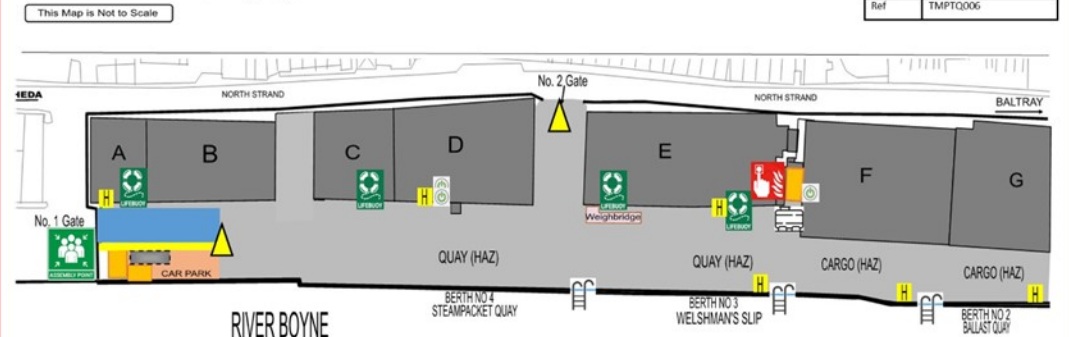 This Map is Not to Scale
Ref TMPTQ006
HEDA
NORTH STRAND
No. 2 Gate
NORTH STRAND
BALTRAY
A
B
C
D
E
F
G
H
LIFEBUOY
LIFEBUOY
H
LIFEBUOY
Weighbridge
H
LIFEBUOY
No. 1 Gate
ASSEMBLY POINT
CAR PARK
QUAY (HAZ)
QUAY (HAZ)
CARGO (HAZ)
CARGO (HAZ)
H
H
H
BERTH NO 4
STEAMPACKET QUAY
BERTH NO 3
WELSHMAN'S SLIP
BERTH NO 2
BALLAST QUAY
RIVER BOYNE